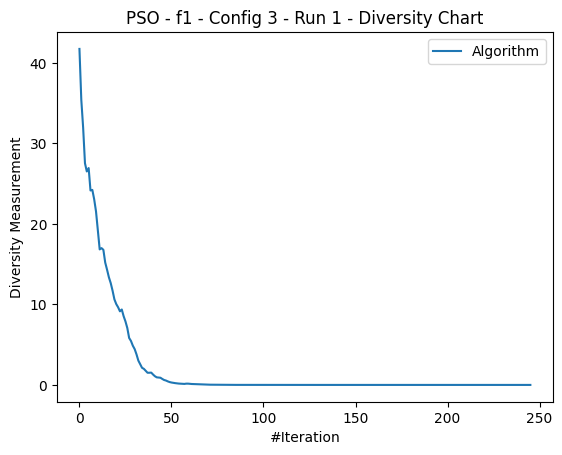 PSO - f1 - Config 3 - Run 1 - Diversity Chart
Algorithm
Diversity Measurement
40
30
20
10
0
0
50
100
150
200
250
#Iteration